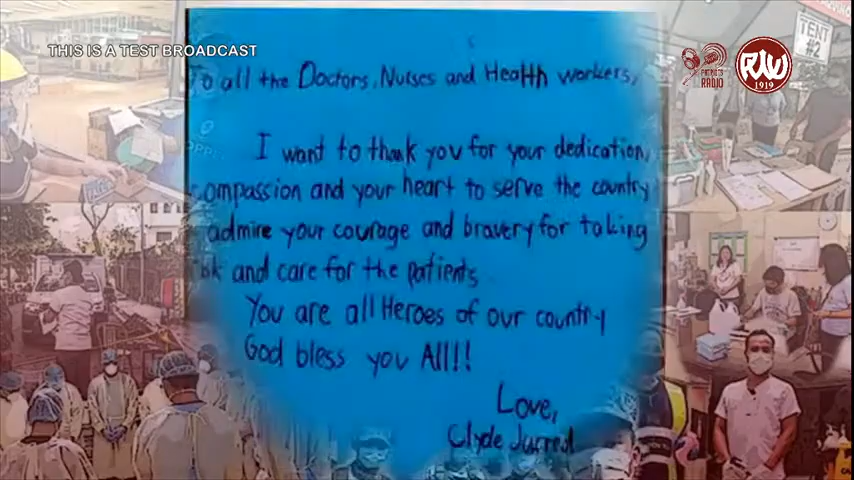 THIS IS A TEST BROADCAST
PATRIOTS
RADIO
RW
1919
TENT
#2
To all the Doctors, Nurses and Health workers,
I want to thank you for your dedication,
compassion and your heart to serve the country
admire your courage and bravery for taking
risk and care for the patients.
You are all Heroes of our country
God bless you All!!
Love,
Clyde Jarred